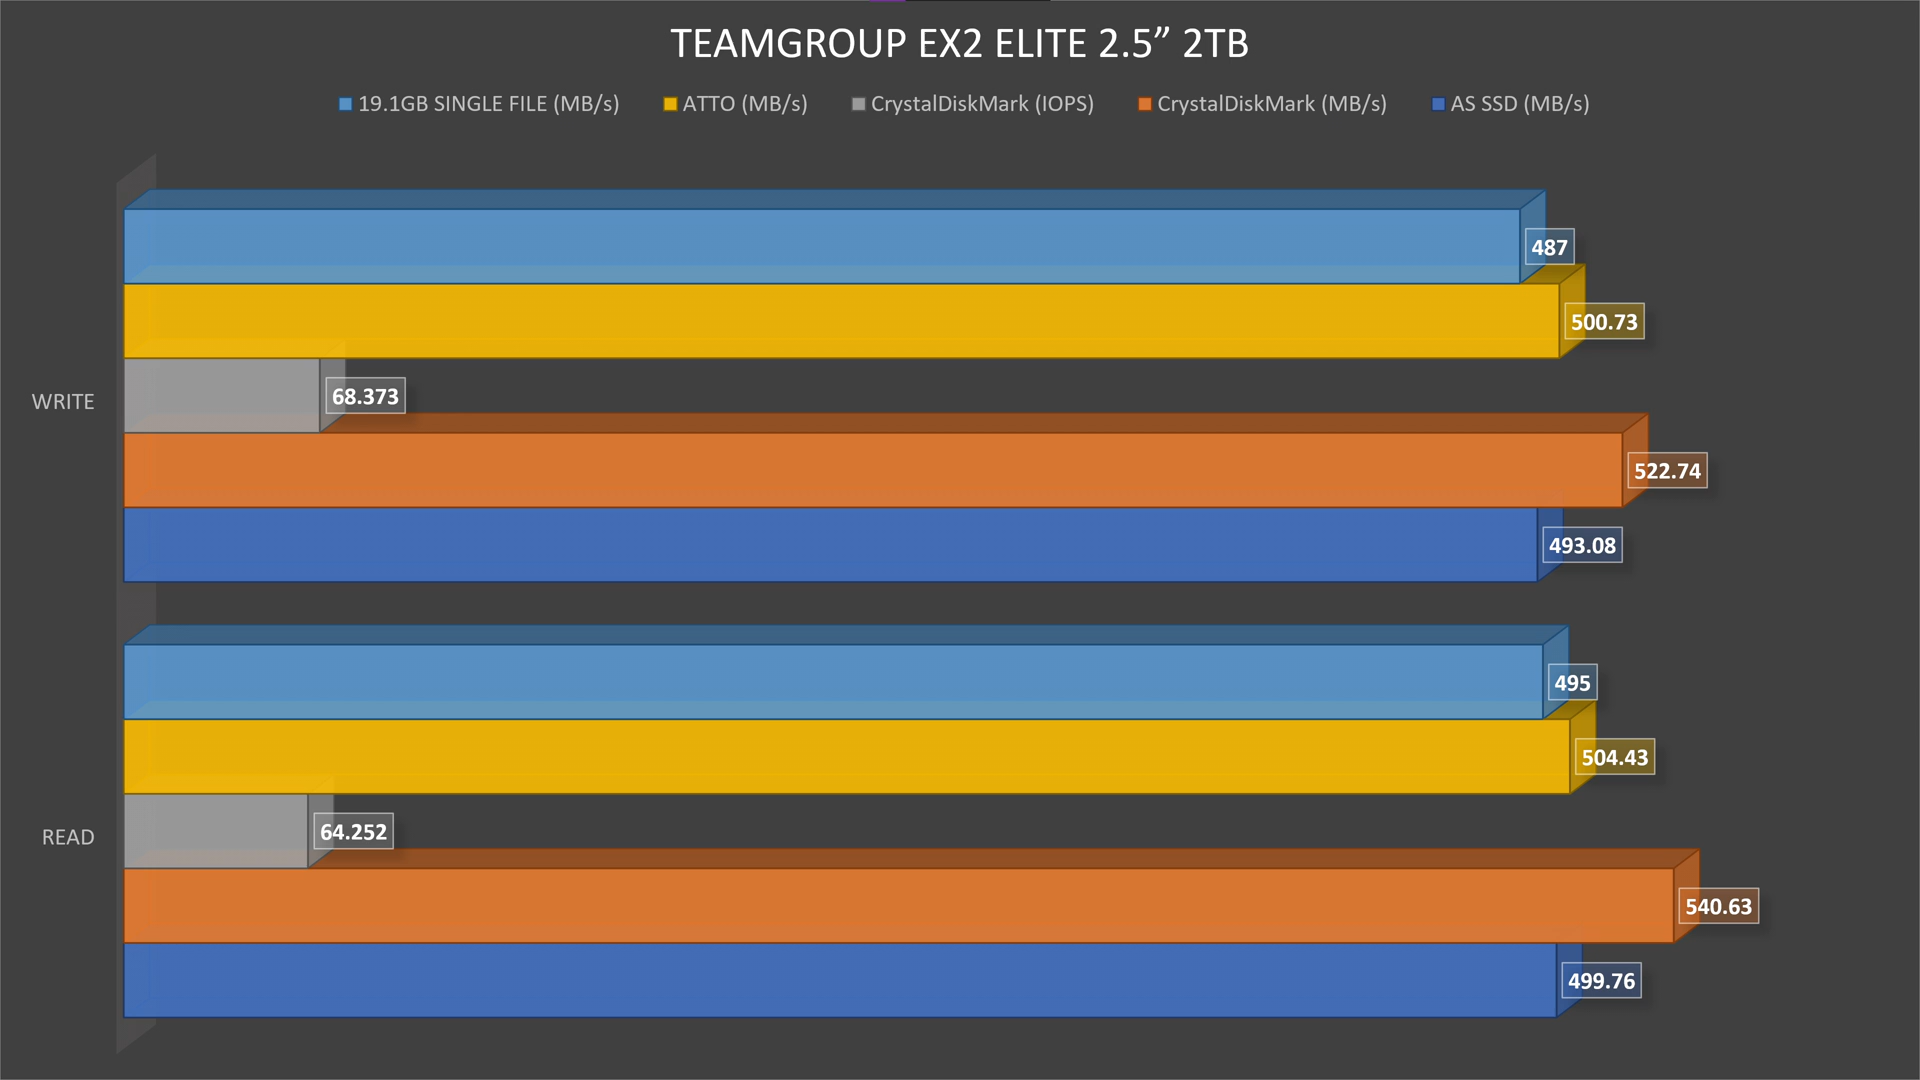 TEAMGROUP EX2 ELITE 2.5” 2TB
19.1GB SINGLE FILE (MB/s) ATTO (MB/s) CrystalDiskMark (IOPS) CrystalDiskMark (MB/s) AS SSD (MB/s)
487
500.73
WRITE 68.373
522.74
493.08
495
504.43
READ 64.252
540.63
499.76